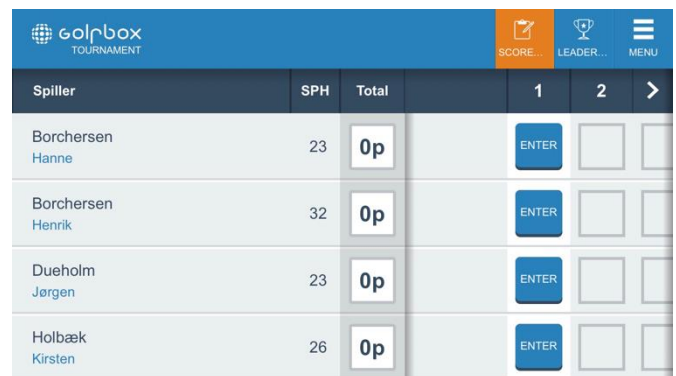 GolfBox
TOURNAMENT
SCORE... LEADER... MENU
Spiller SPH Total 1 2 >
Borchersen
Hanne
23 0p ENTER
Borchersen
Henrik
32 0p ENTER
Dueholm
Jørgen
23 0p ENTER
Holbæk
Kirsten
26 0p ENTER